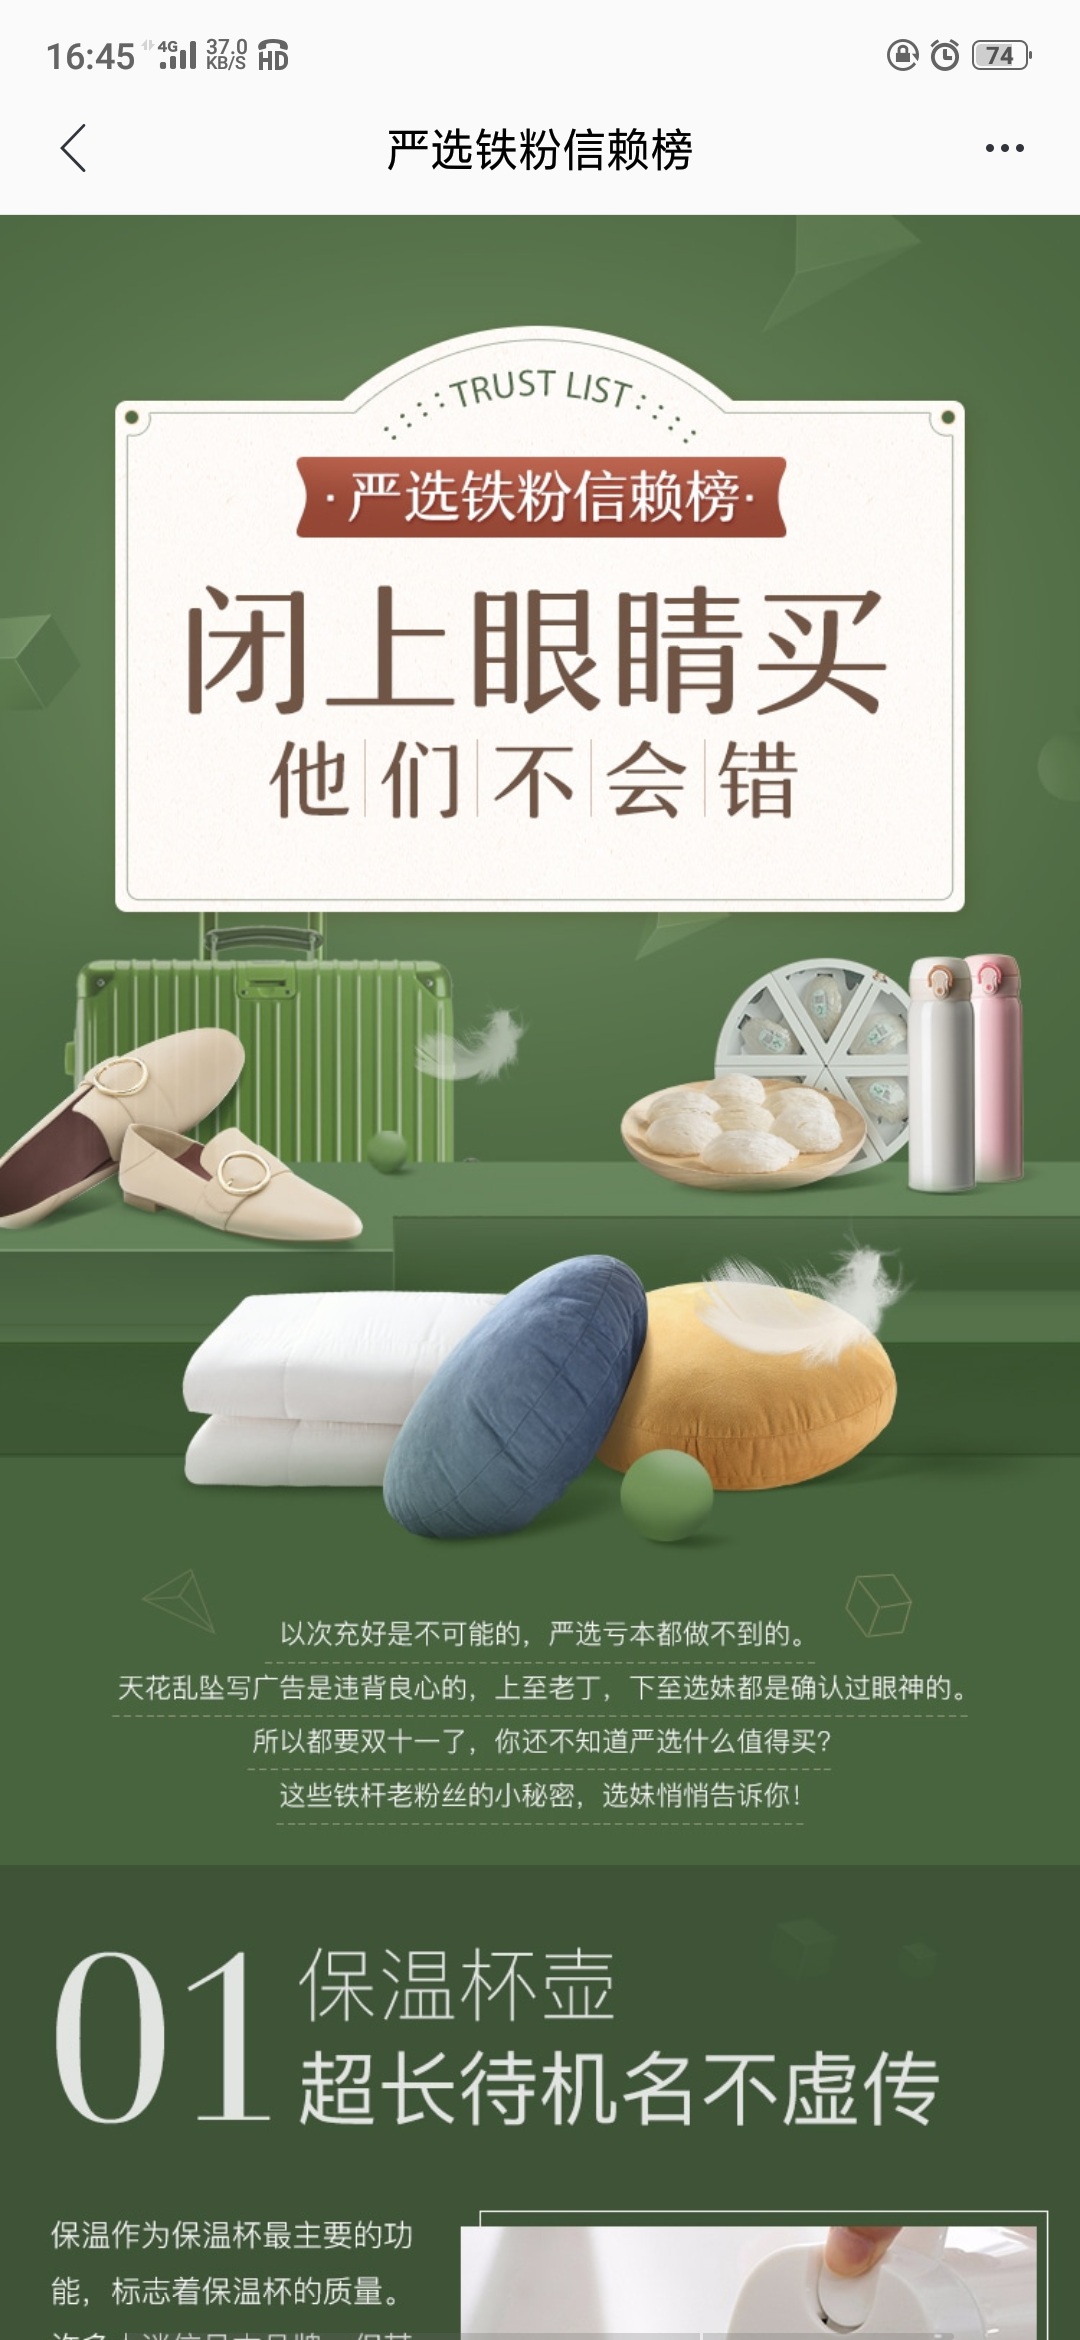 16:45 4G 37.0 KB/S HD 74
严选铁粉信赖榜
TRUST LIST
·严选铁粉信赖榜·
闭上眼睛买
他们不会错
以次充好是不可能的，严选亏本都做不到的。
天花乱坠写广告是违背良心的，上至老丁，下至选妹都是确认过眼神的。
所以都要双十一了，你还不知道严选什么值得买？
这些铁杆老粉丝的小秘密，选妹悄悄告诉你！
01
保温杯壶
超长待机名不虚传
保温作为保温杯最主要的功
能，标志着保温杯的质量。